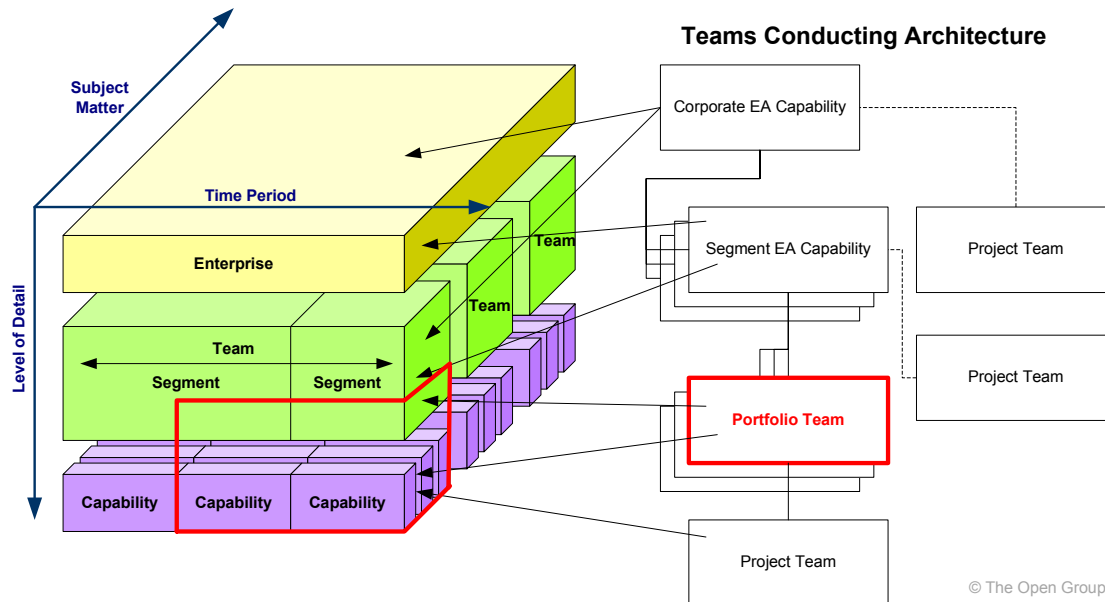 Teams Conducting Architecture
Subject
Matter
Corporate EA Capability
Time Period
Team
Segment EA Capability
Project Team
Enterprise
Team
Level of Detail
Team
Segment
Segment
Project Team
Portfolio Team
Capability
Capability
Capability
Project Team
© The Open Group